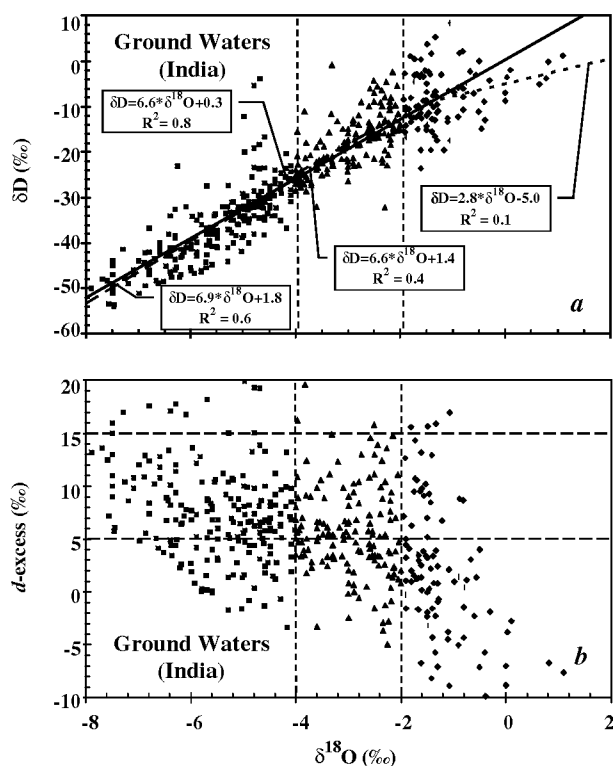 10
0
-10
-20
-30
-40
-50
-60
δD (‰)
Ground Waters
(India)
δD=6.6*δ¹⁸O+0.3
R² = 0.8
δD=2.8*δ¹⁸O-5.0
R² = 0.1
δD=6.6*δ¹⁸O+1.4
R² = 0.4
δD=6.9*δ¹⁸O+1.8
R² = 0.6
a
20
15
10
5
0
-5
-10
d-excess (‰)
Ground Waters
(India)
b
-8 -6 -4 -2 0 2
δ¹⁸O (‰)